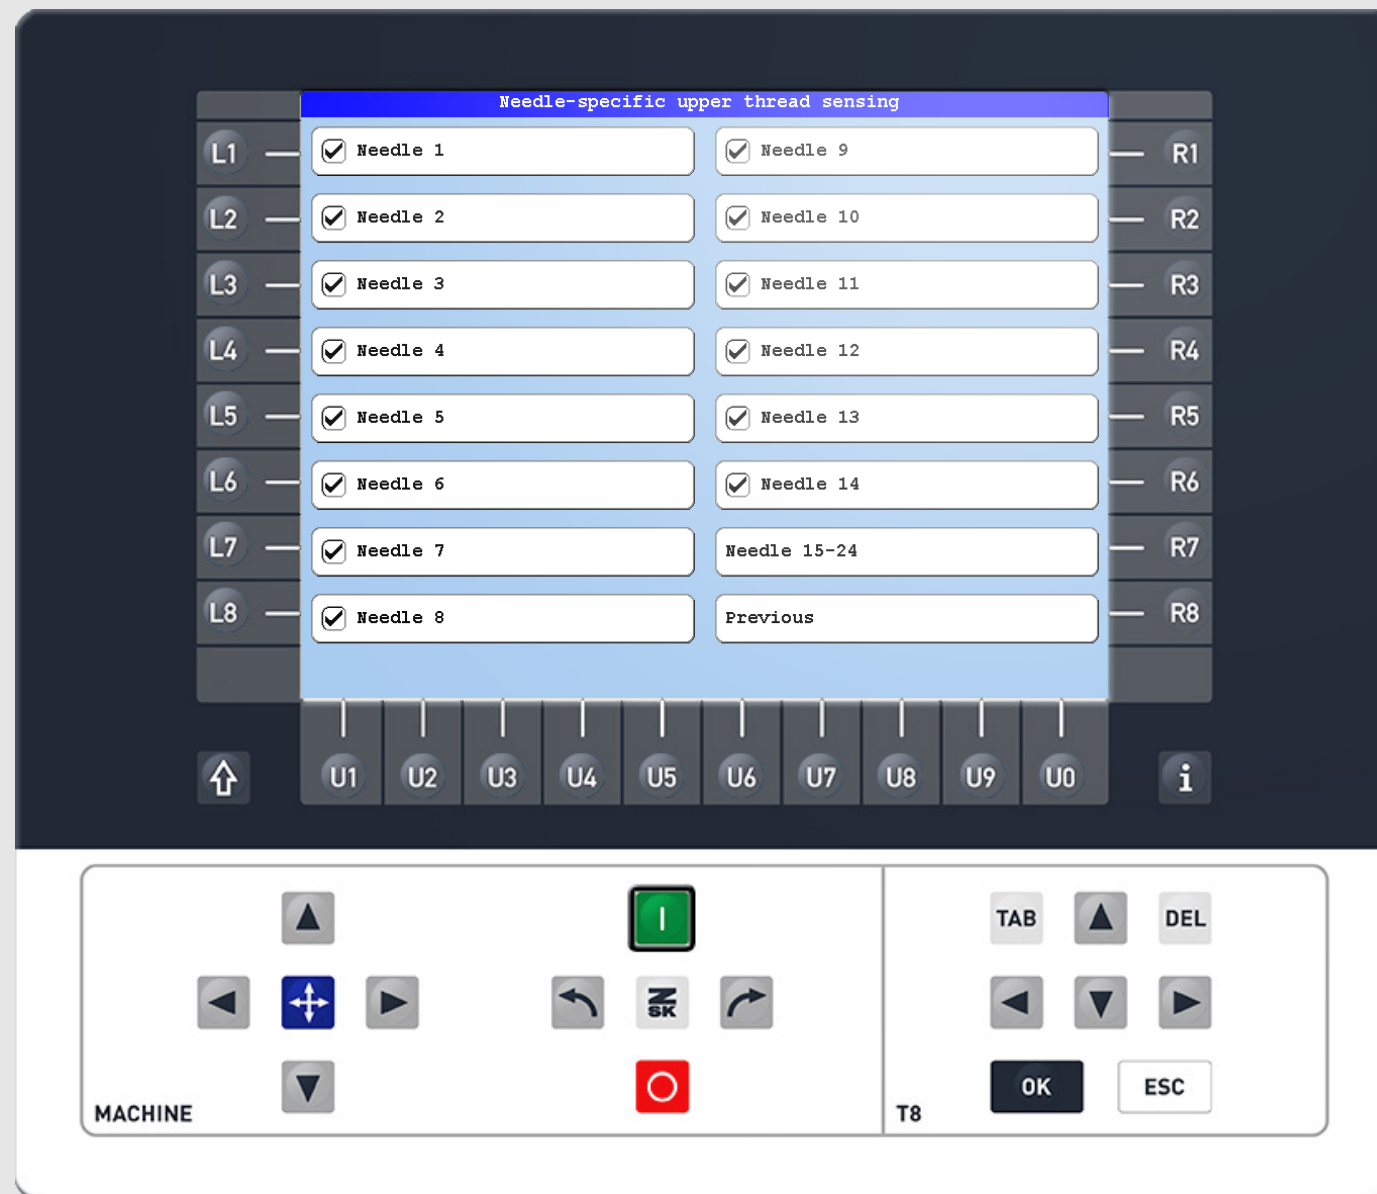 Needle-specific upper thread sensing
L1 Needle 1 Needle 9 R1
L2 Needle 2 Needle 10 R2
L3 Needle 3 Needle 11 R3
L4 Needle 4 Needle 12 R4
L5 Needle 5 Needle 13 R5
L6 Needle 6 Needle 14 R6
L7 Needle 7 Needle 15-24 R7
L8 Needle 8 Previous R8
U1 U2 U3 U4 U5 U6 U7 U8 U9 U0 i
I TAB DEL
ZSK
OK ESC
MACHINE T8